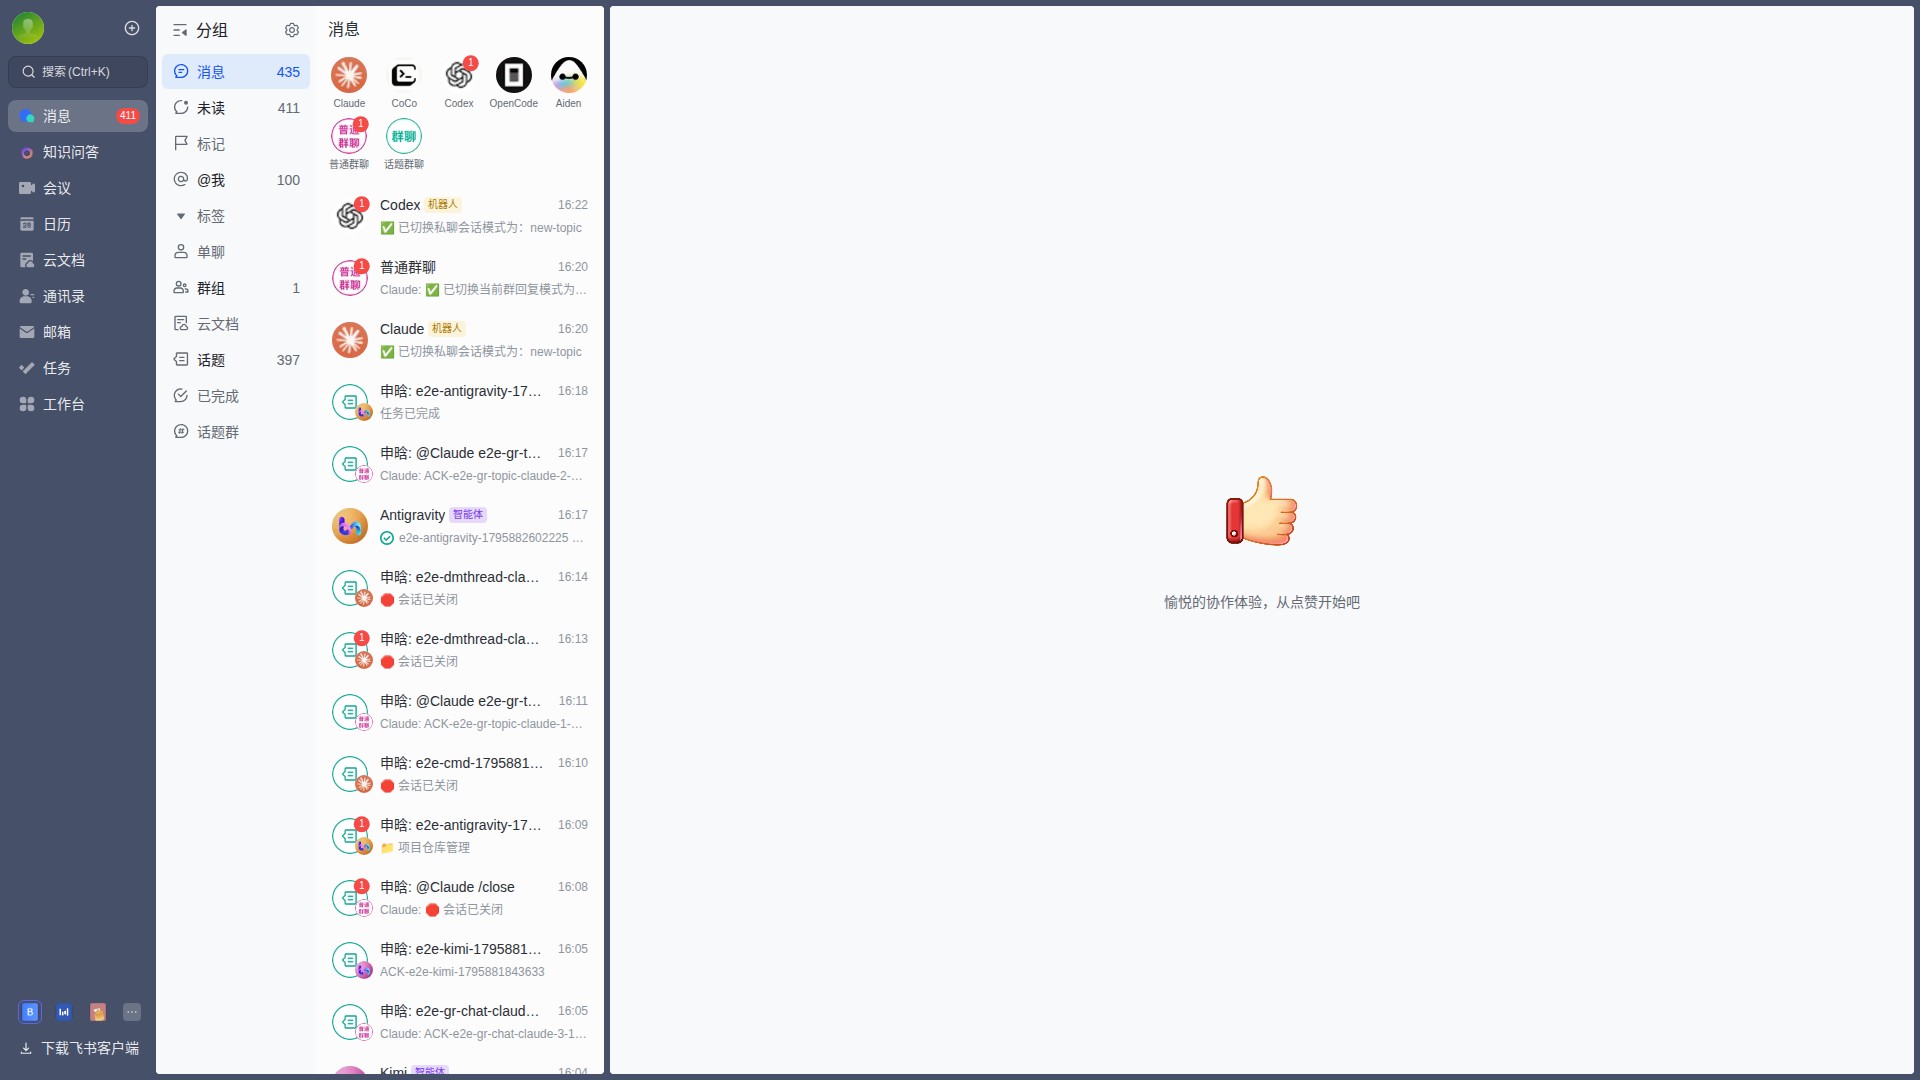 搜索 (Ctrl+K)
消息 411
知识问答
会议
日历
云文档
通讯录
邮箱
任务
工作台
下载飞书客户端
分组
消息 435
未读 411
标记
@我 100
标签
单聊
群组 1
云文档
话题 397
已完成
话题群
消息
1
Claude CoCo Codex OpenCode Aiden
普通群聊 1
群聊
普通群聊 话题群聊
1
Codex 机器人 16:22
✅ 已切换私聊会话模式为：new-topic
1
普通群聊 16:20
Claude: ✅ 已切换当前群回复模式为...
Claude 机器人 16:20
✅ 已切换私聊会话模式为：new-topic
申晗: e2e-antigravity-17... 16:18
任务已完成
申晗: @Claude e2e-gr-t... 16:17
Claude: ACK-e2e-gr-topic-claude-2-...
Antigravity 智能体 16:17
e2e-antigravity-1795882602225 ...
申晗: e2e-dmthread-cla... 16:14
会话已关闭
1
申晗: e2e-dmthread-cla... 16:13
会话已关闭
申晗: @Claude e2e-gr-t... 16:11
Claude: ACK-e2e-gr-topic-claude-1-...
申晗: e2e-cmd-1795881... 16:10
会话已关闭
1
申晗: e2e-antigravity-17... 16:09
📁 项目仓库管理
1
申晗: @Claude /close 16:08
Claude: 会话已关闭
申晗: e2e-kimi-1795881... 16:05
ACK-e2e-kimi-1795881843633
申晗: e2e-gr-chat-claud... 16:05
Claude: ACK-e2e-gr-chat-claude-3-1...
Kimi 智能体 16:04
愉悦的协作体验，从点赞开始吧